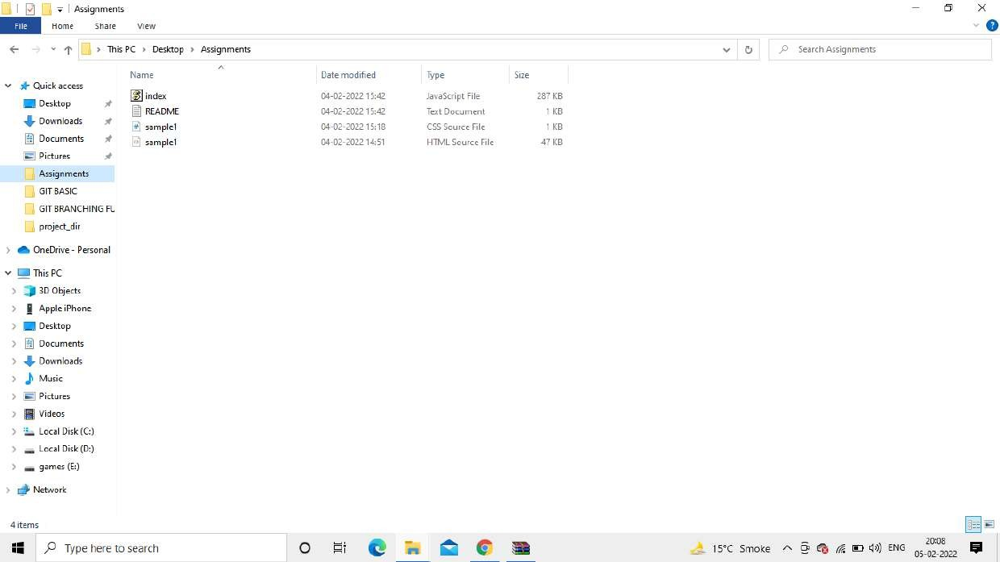 Assignments
File Home Share View
This PC Desktop Assignments
Search Assignments
Name Date modified Type Size
index 04-02-2022 15:42 JavaScript File 287 KB
README 04-02-2022 15:42 Text Document 1 KB
sample1 04-02-2022 15:18 CSS Source File 1 KB
sample1 04-02-2022 14:51 HTML Source File 47 KB
Quick access
Desktop
Downloads
Documents
Pictures
Assignments
GIT BASIC
GIT BRANCHING FU
project_dir
OneDrive - Personal
This PC
3D Objects
Apple iPhone
Desktop
Documents
Downloads
Music
Pictures
Videos
Local Disk (C:)
Local Disk (D:)
games (E:)
Network
4 items
Type here to search
15°C Smoke
ENG
20:08
05-02-2022